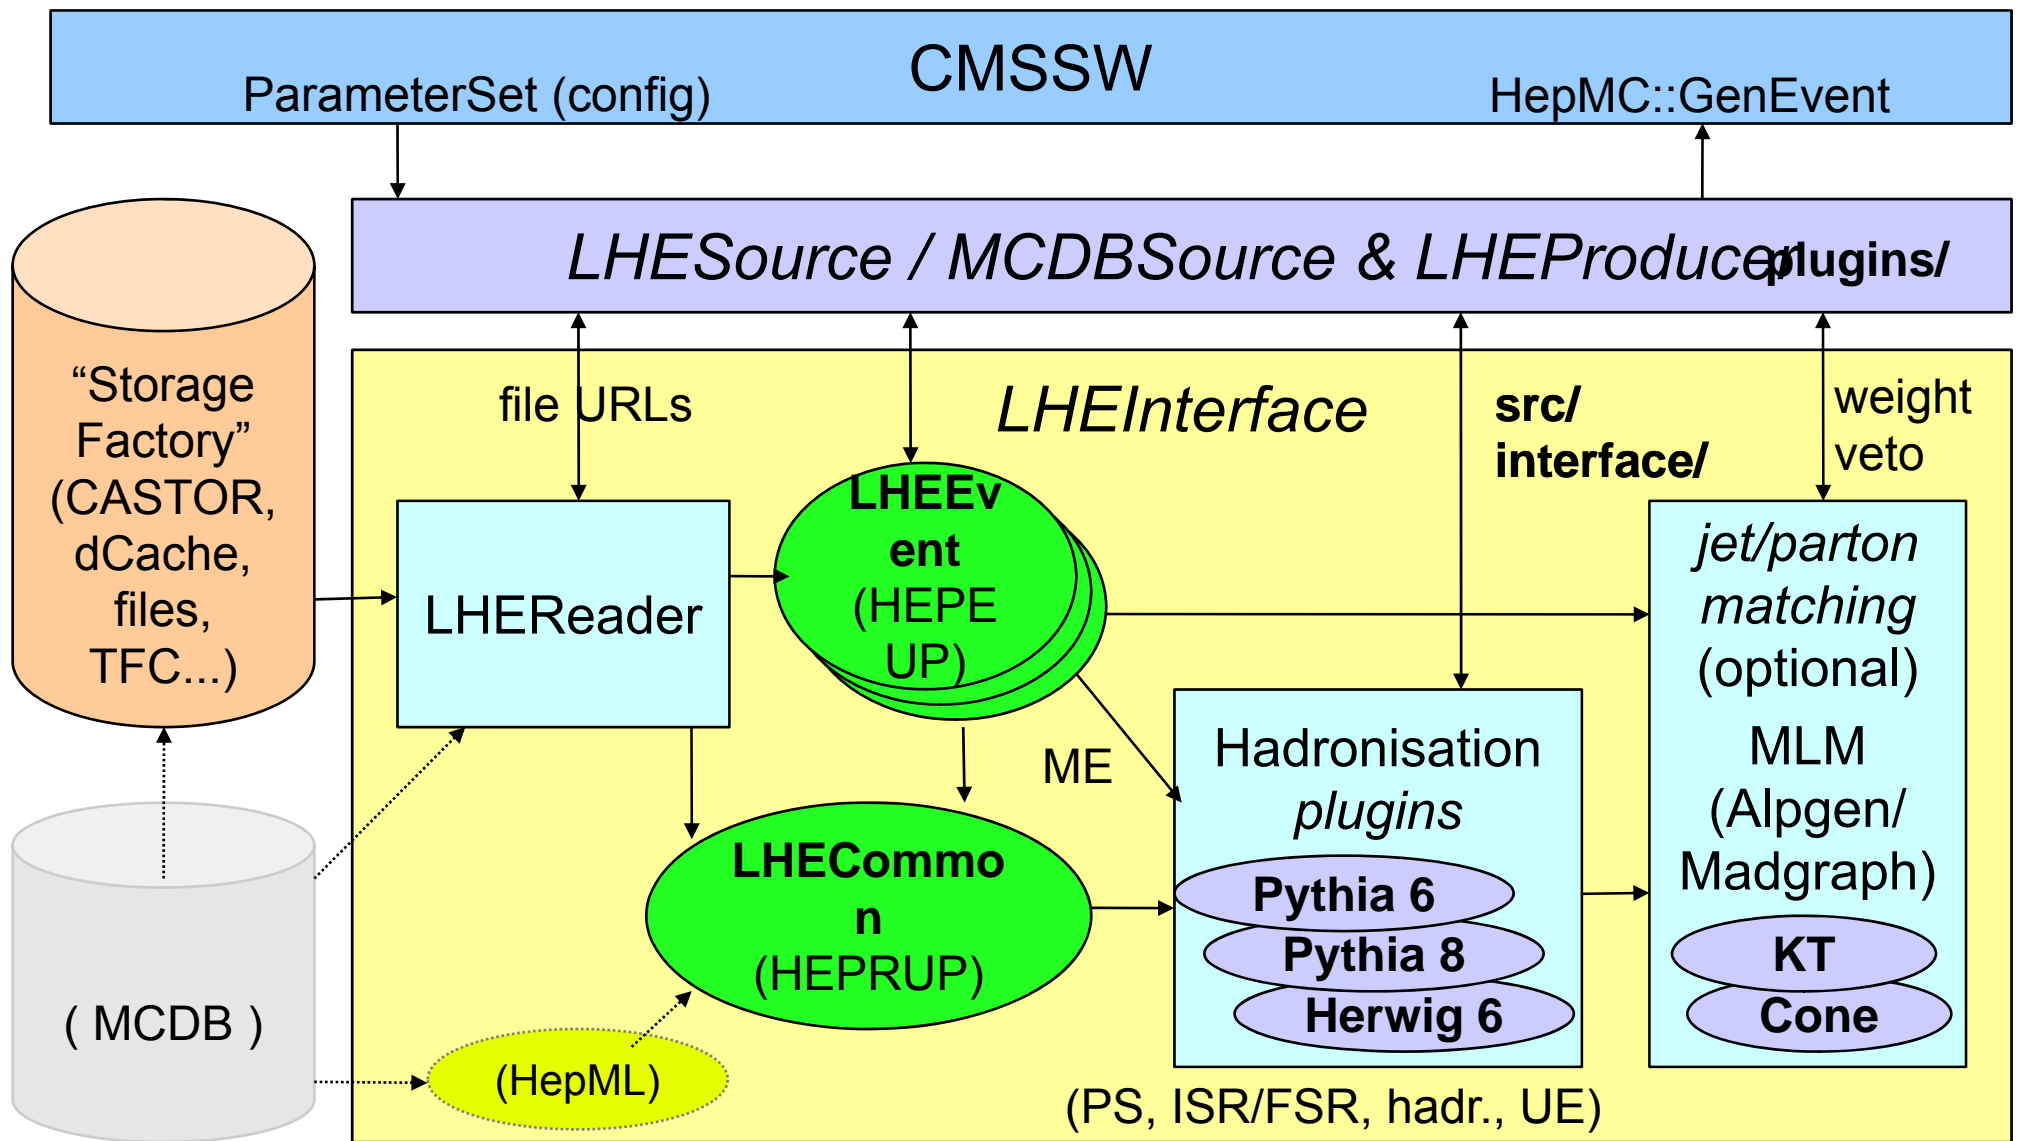 CMSSW
ParameterSet (config)
HepMC::GenEvent
LHESource / MCDBSource & LHEProducer
plugins/
“Storage
Factory”
(CASTOR,
dCache,
files,
TFC...)
file URLs
LHEInterface
src/
interface/
weight
veto
LHEReader
LHEEv
ent
(HEPE
UP)
jet/parton
matching
(optional)
MLM
(Alpgen/
Madgraph)
KT
Cone
ME
Hadronisation
plugins
Pythia 6
Pythia 8
Herwig 6
LHECommo
n
(HEPRUP)
( MCDB )
(HepML)
(PS, ISR/FSR, hadr., UE)